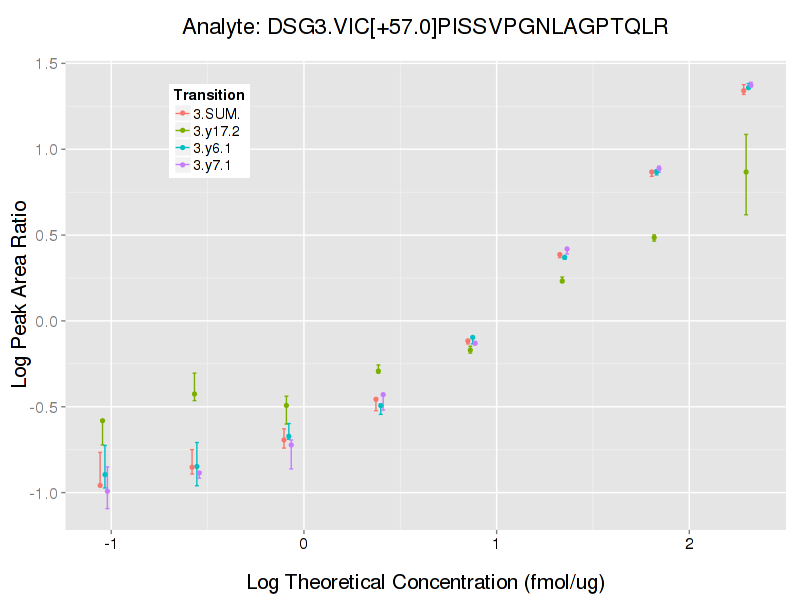 Analyte: DSG3.VIC[+57.0]PISSVPGNLAGPTQLR
Log Peak Area Ratio
1.5
1.0
0.5
0.0
-0.5
-1.0
Transition
3.SUM.
3.y17.2
3.y6.1
3.y7.1
-1 0 1 2
Log Theoretical Concentration (fmol/ug)